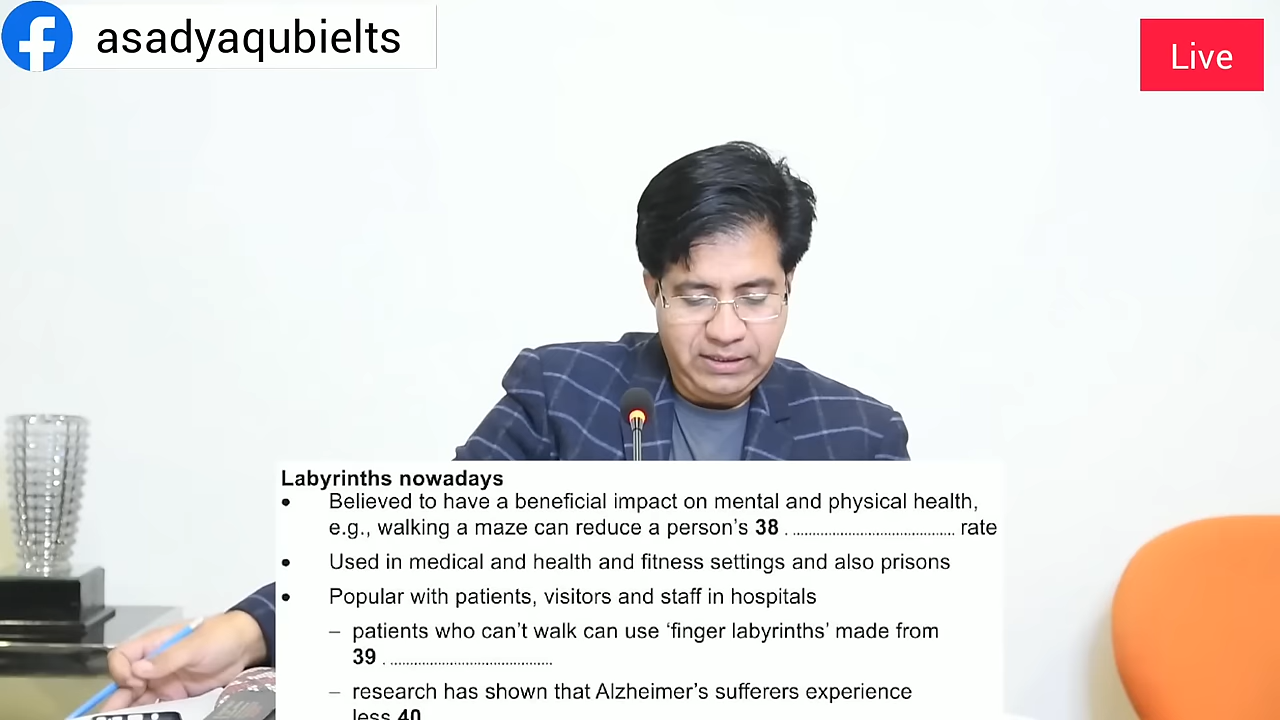 asadyaqubielts
Live
Labyrinths nowadays
• Believed to have a beneficial impact on mental and physical health,
e.g., walking a maze can reduce a person's 38 . ........................................ rate
• Used in medical and health and fitness settings and also prisons
• Popular with patients, visitors and staff in hospitals
– patients who can't walk can use ‘finger labyrinths’ made from
39 . ........................................
– research has shown that Alzheimer's sufferers experience
less 40